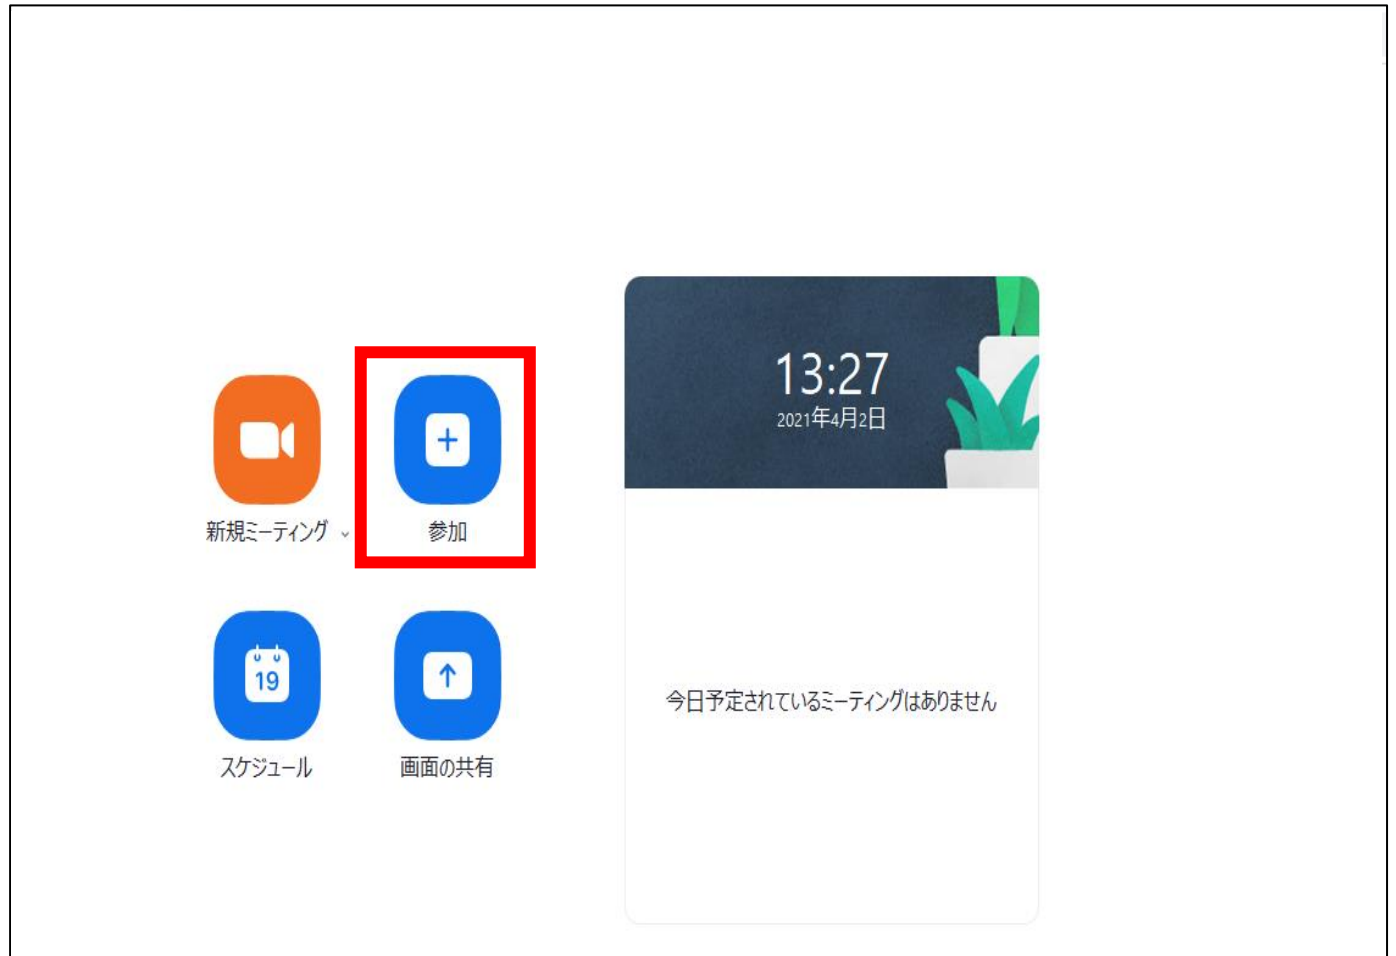 13:27
2021年4月2日
新規ミーティング
参加
19
スケジュール
画面の共有
今日予定されているミーティングはありません